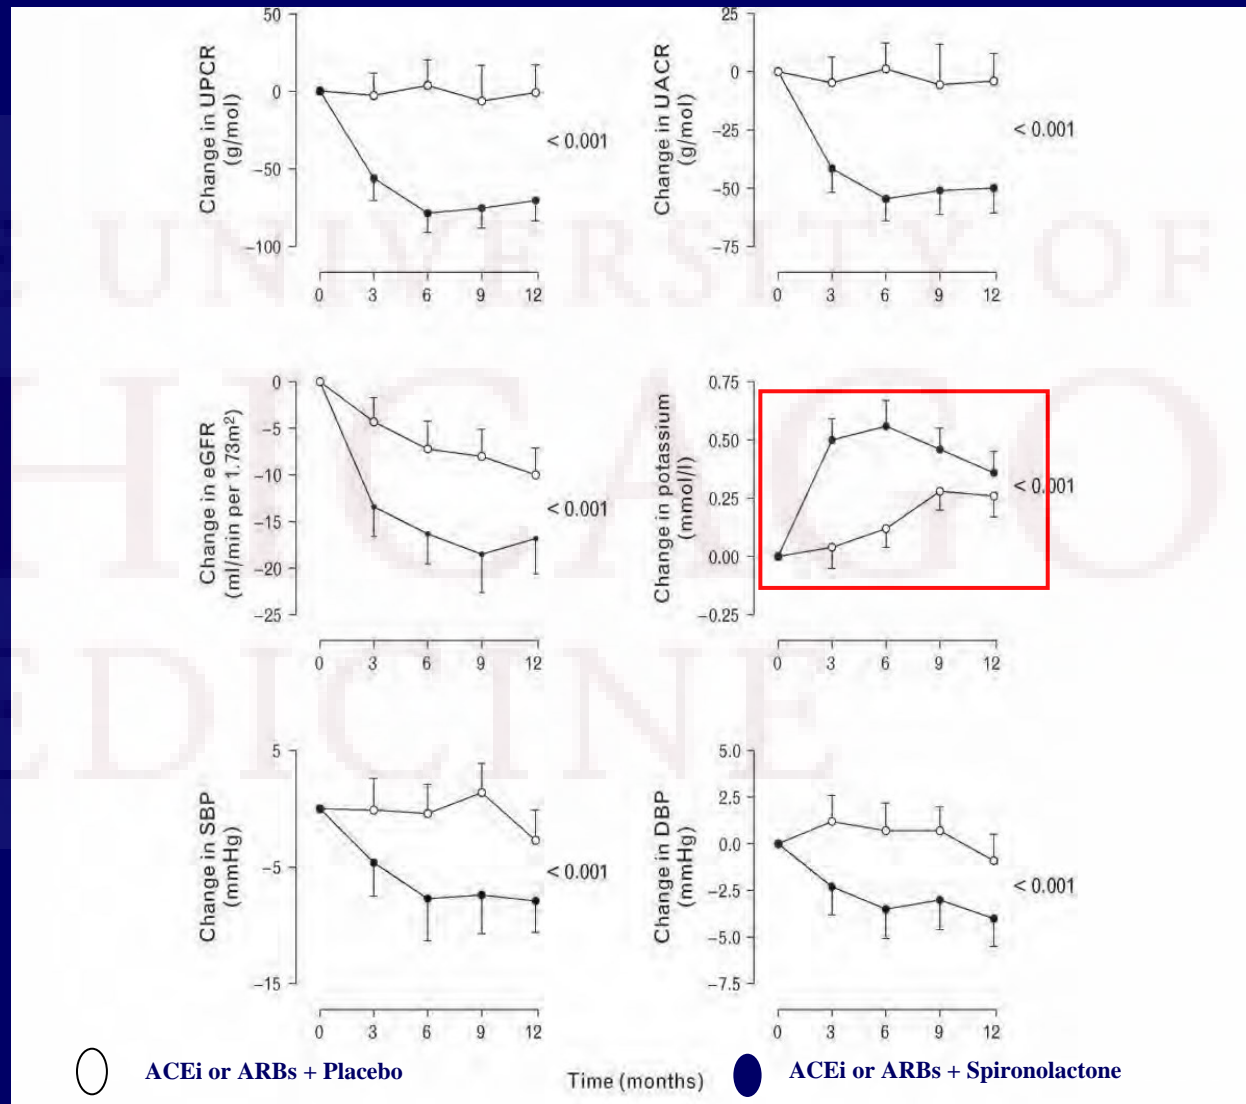 Change in UPCR
(g/mol)
50
0
−50
−100
< 0.001
0 3 6 9 12
Change in UACR
(g/mol)
25
0
−25
−50
−75
< 0.001
0 3 6 9 12
Change in eGFR
(ml/min per 1.73m²)
0
−5
−10
−15
−20
−25
< 0.001
0 3 6 9 12
Change in potassium
(mmol/l)
0.75
0.50
0.25
0.00
−0.25
< 0.001
0 3 6 9 12
Change in SBP
(mmHg)
5
−5
−15
< 0.001
0 3 6 9 12
Change in DBP
(mmHg)
5.0
2.5
0.0
−2.5
−5.0
−7.5
< 0.001
0 3 6 9 12
ACEi or ARBs + Placebo
Time (months)
ACEi or ARBs + Spironolactone
E UNIVERSITY OF
HICAGO
EDICINE